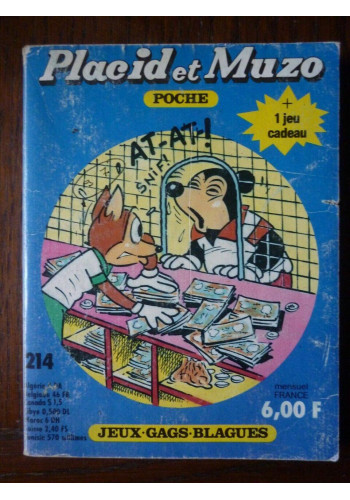 Placid et Muzo
POCHE
+
1 jeu
cadeau
AT-AT-!
SNIF!
214
mensuel
FRANCE
6,00 F
JEUX·GAGS·BLAGUES